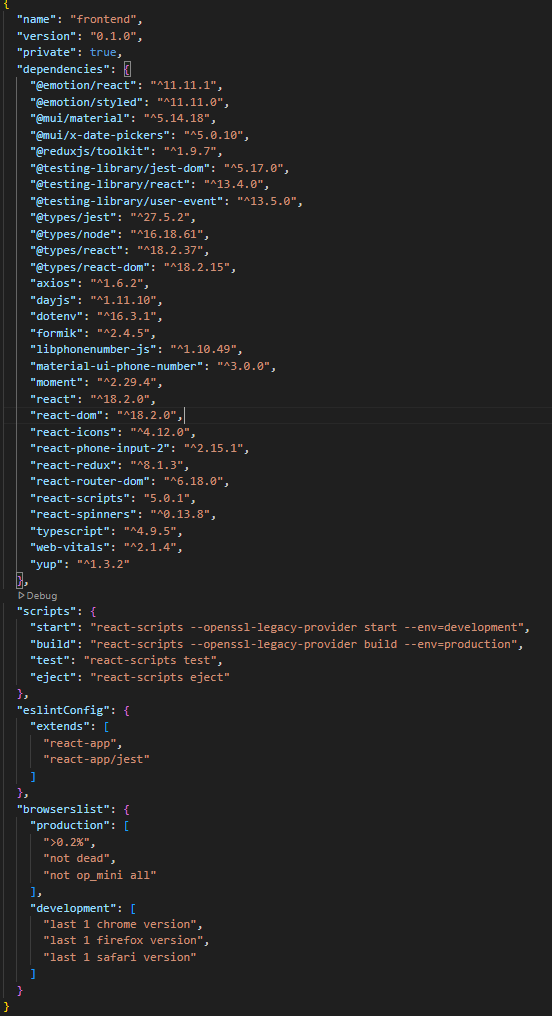 {
"name": "frontend",
"version": "0.1.0",
"private": true,
"dependencies": {
"@emotion/react": "^11.11.1",
"@emotion/styled": "^11.11.0",
"@mui/material": "^5.14.18",
"@mui/x-date-pickers": "^5.0.10",
"@reduxjs/toolkit": "^1.9.7",
"@testing-library/jest-dom": "^5.17.0",
"@testing-library/react": "^13.4.0",
"@testing-library/user-event": "^13.5.0",
"@types/jest": "^27.5.2",
"@types/node": "^16.18.61",
"@types/react": "^18.2.37",
"@types/react-dom": "^18.2.15",
"axios": "^1.6.2",
"dayjs": "^1.11.10",
"dotenv": "^16.3.1",
"formik": "^2.4.5",
"libphonenumber-js": "^1.10.49",
"material-ui-phone-number": "^3.0.0",
"moment": "^2.29.4",
"react": "^18.2.0",
"react-dom": "^18.2.0",
"react-icons": "^4.12.0",
"react-phone-input-2": "^2.15.1",
"react-redux": "^8.1.3",
"react-router-dom": "^6.18.0",
"react-scripts": "5.0.1",
"react-spinners": "^0.13.8",
"typescript": "^4.9.5",
"web-vitals": "^2.1.4",
"yup": "^1.3.2"
},
Debug
"scripts": {
"start": "react-scripts --openssl-legacy-provider start --env=development",
"build": "react-scripts --openssl-legacy-provider build --env=production",
"test": "react-scripts test",
"eject": "react-scripts eject"
},
"eslintConfig": {
"extends": [
"react-app",
"react-app/jest"
]
},
"browserslist": {
"production": [
">0.2%",
"not dead",
"not op_mini all"
],
"development": [
"last 1 chrome version",
"last 1 firefox version",
"last 1 safari version"
]
}
}